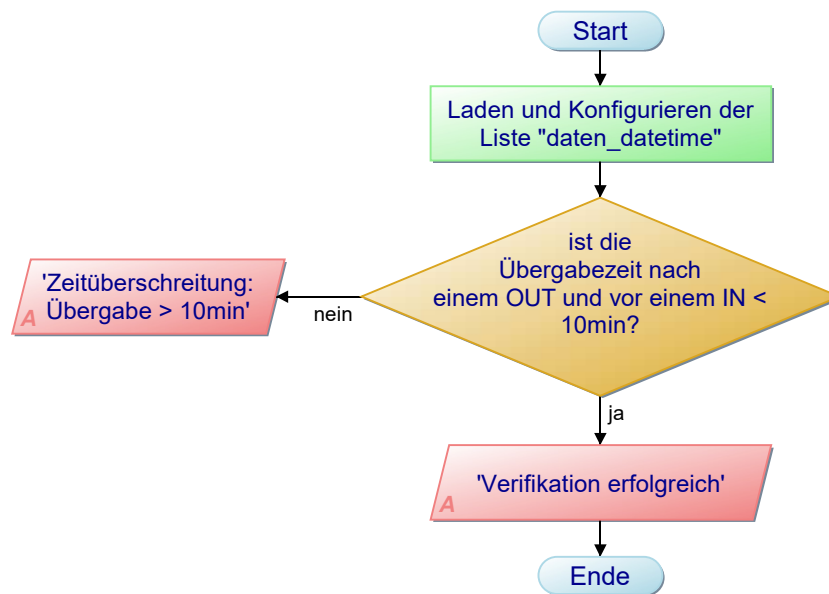 Start
Laden und Konfigurieren der
Liste "daten_datetime"
ist die
Übergabezeit nach
einem OUT und vor einem IN <
10min?
nein
'Zeitüberschreitung:
Übergabe > 10min'
A
ja
'Verifikation erfolgreich'
A
Ende